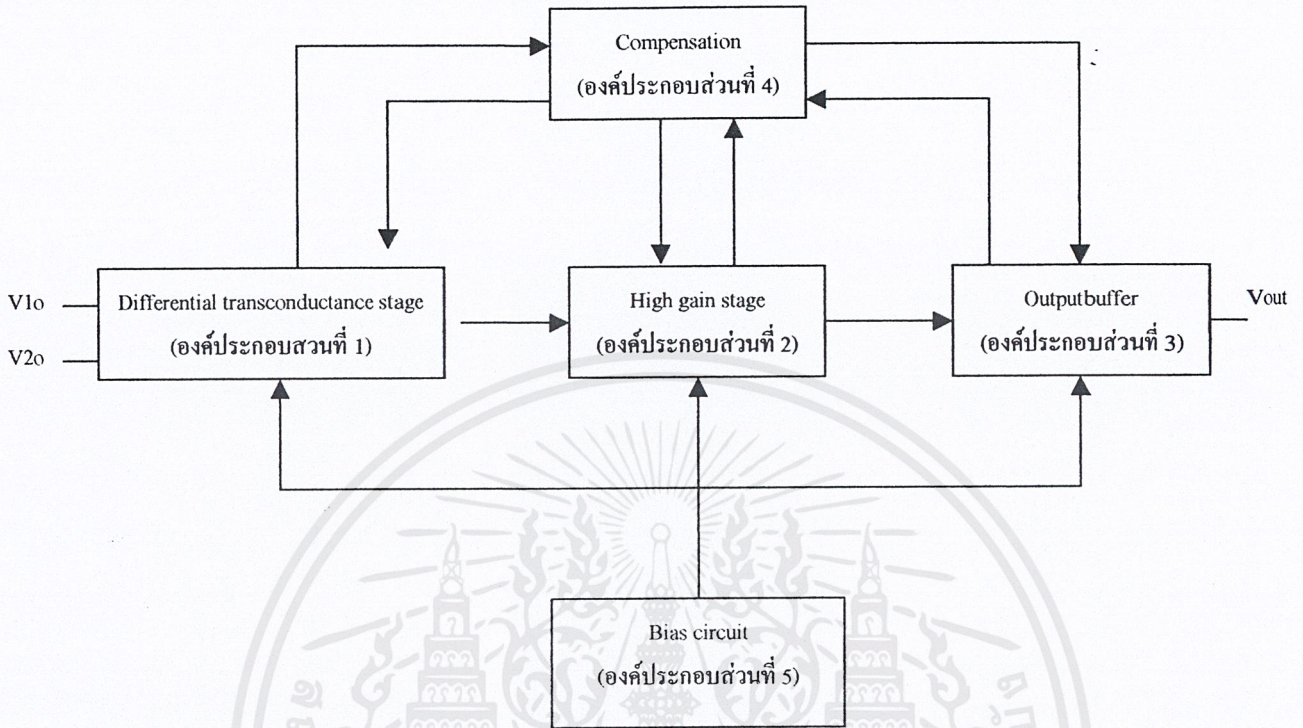 Compensation
(องค์ประกอบส่วนที่ 4)
V1o
Differential transconductance stage
(องค์ประกอบสวนที่ 1)
V2o
High gain stage
(องค์ประกอบส่วนที่ 2)
Outputbuffer
(องค์ประกอบส่วนที่ 3)
Vout
Bias circuit
(องค์ประกอบส่วนที่ 5)